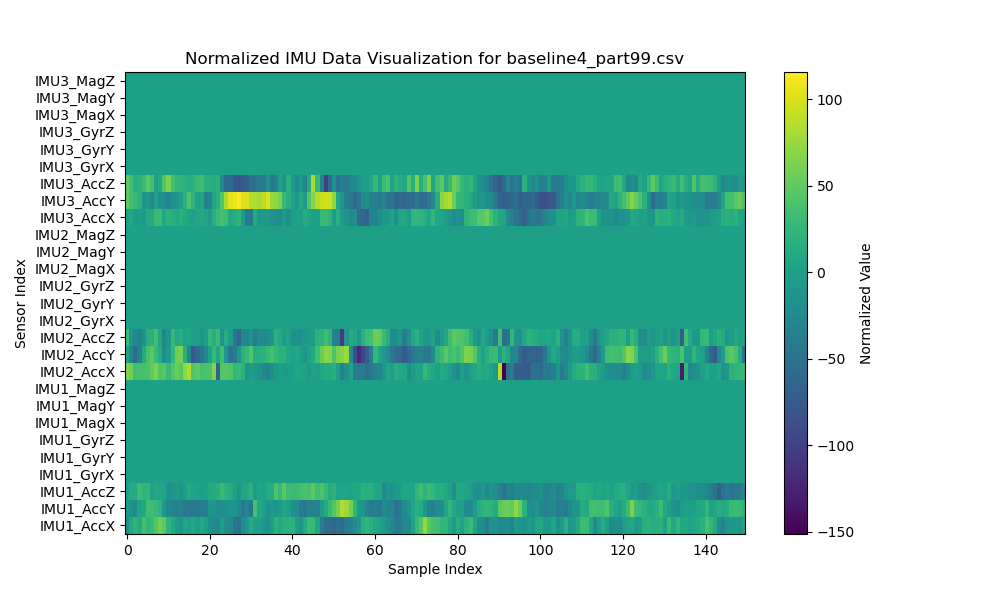 Normalized IMU Data Visualization for baseline4_part99.csv
IMU3_MagZ
IMU3_MagY
IMU3_MagX
IMU3_GyrZ
IMU3_GyrY
IMU3_GyrX
IMU3_AccZ
IMU3_AccY
IMU3_AccX
IMU2_MagZ
IMU2_MagY
IMU2_MagX
IMU2_GyrZ
IMU2_GyrY
IMU2_GyrX
IMU2_AccZ
IMU2_AccY
IMU2_AccX
IMU1_MagZ
IMU1_MagY
IMU1_MagX
IMU1_GyrZ
IMU1_GyrY
IMU1_GyrX
IMU1_AccZ
IMU1_AccY
IMU1_AccX
Sensor Index
0 20 40 60 80 100 120 140
Sample Index
100
50
0
−50
−100
−150
Normalized Value